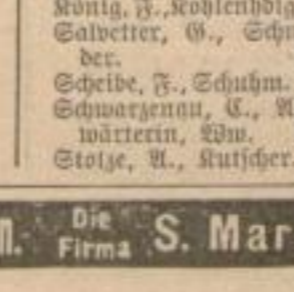 König, F., Kohlenhdl
Salvetter, G., Sch
der.
Scheibe, F., Schuhm.
Schwarzenau, C., A
wärterin, Ww.
Stolze, A., Kutscher.
Die
Firma S. Mar